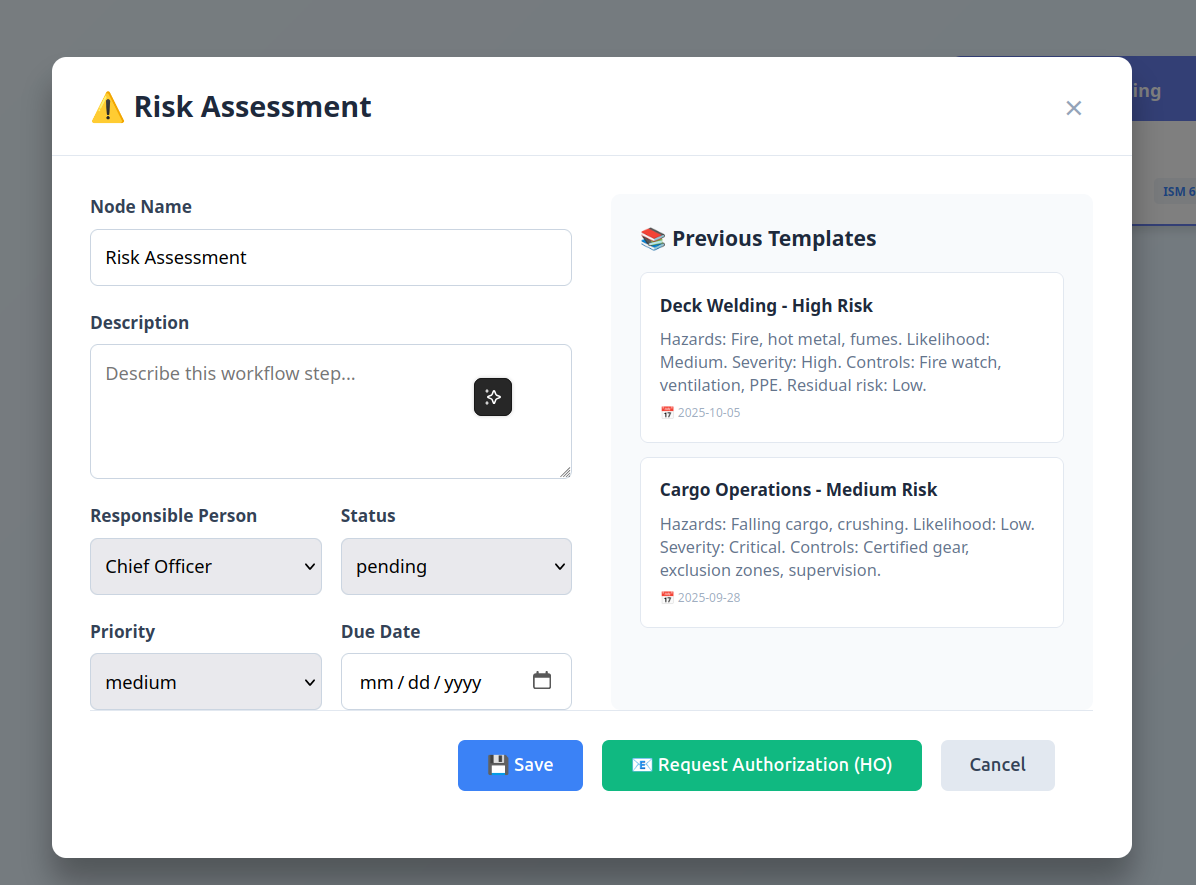 ⚠️ Risk Assessment
×
ing
ISM 6
Node Name
Risk Assessment
Description
Describe this workflow step...
Responsible Person
Status
Chief Officer
pending
Priority
Due Date
medium
mm / dd / yyyy
📚 Previous Templates
Deck Welding - High Risk
Hazards: Fire, hot metal, fumes. Likelihood:
Medium. Severity: High. Controls: Fire watch,
ventilation, PPE. Residual risk: Low.
📅 2025-10-05
Cargo Operations - Medium Risk
Hazards: Falling cargo, crushing. Likelihood: Low.
Severity: Critical. Controls: Certified gear,
exclusion zones, supervision.
📅 2025-09-28
💾 Save
📧 Request Authorization (HO)
Cancel